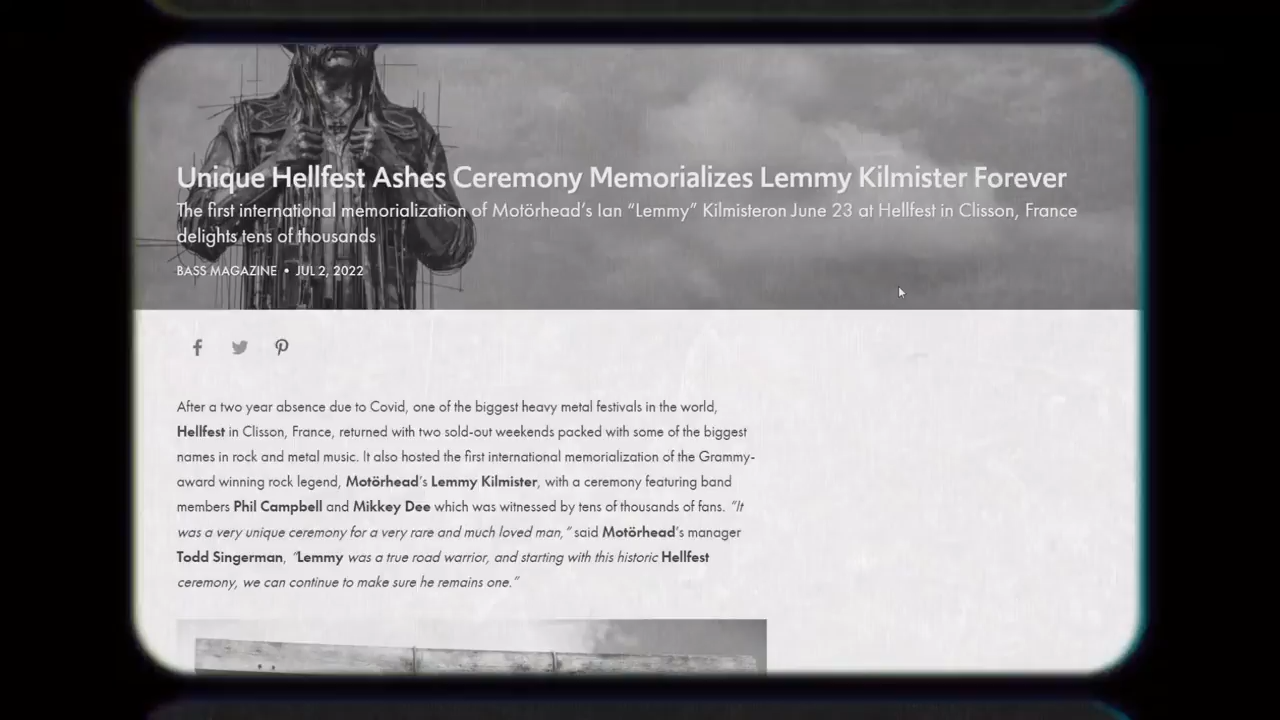 Unique Hellfest Ashes Ceremony Memorializes Lemmy Kilmister Forever
The first international memorialization of Motörhead’s Ian “Lemmy” Kilmisteron June 23 at Hellfest in Clisson, France
delights tens of thousands
BASS MAGAZINE • JUL 2, 2022
After a two year absence due to Covid, one of the biggest heavy metal festivals in the world,
Hellfest in Clisson, France, returned with two sold-out weekends packed with some of the biggest
names in rock and metal music. It also hosted the first international memorialization of the Grammy-
award winning rock legend, Motörhead’s Lemmy Kilmister, with a ceremony featuring band
members Phil Campbell and Mikkey Dee which was witnessed by tens of thousands of fans. “It
was a very unique ceremony for a very rare and much loved man,” said Motörhead’s manager
Todd Singerman, “Lemmy was a true road warrior, and starting with this historic Hellfest
ceremony, we can continue to make sure he remains one.”